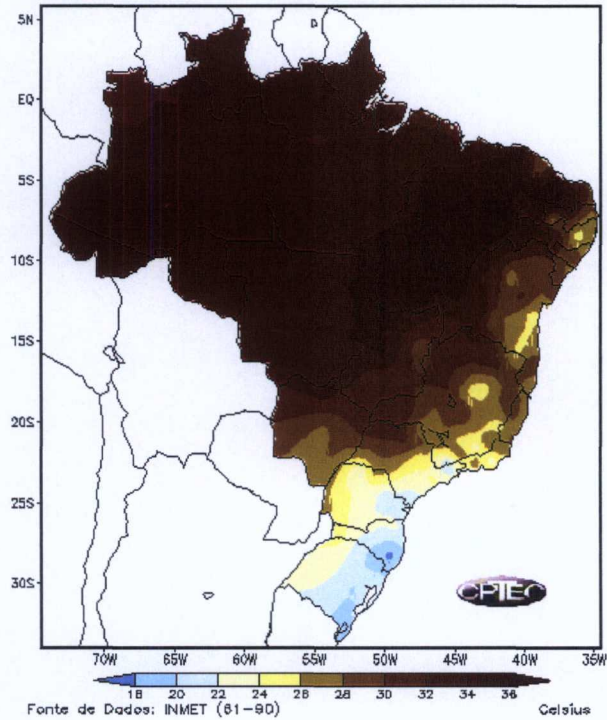 5N
EQ
5S
10S
15S
20S
25S
30S
70W 65W 60W 55W 50W 45W 40W 35W
CPTEC
18 20 22 24 26 28 30 32 34 36
Fonte de Dados: INMET (61-90) Celsius